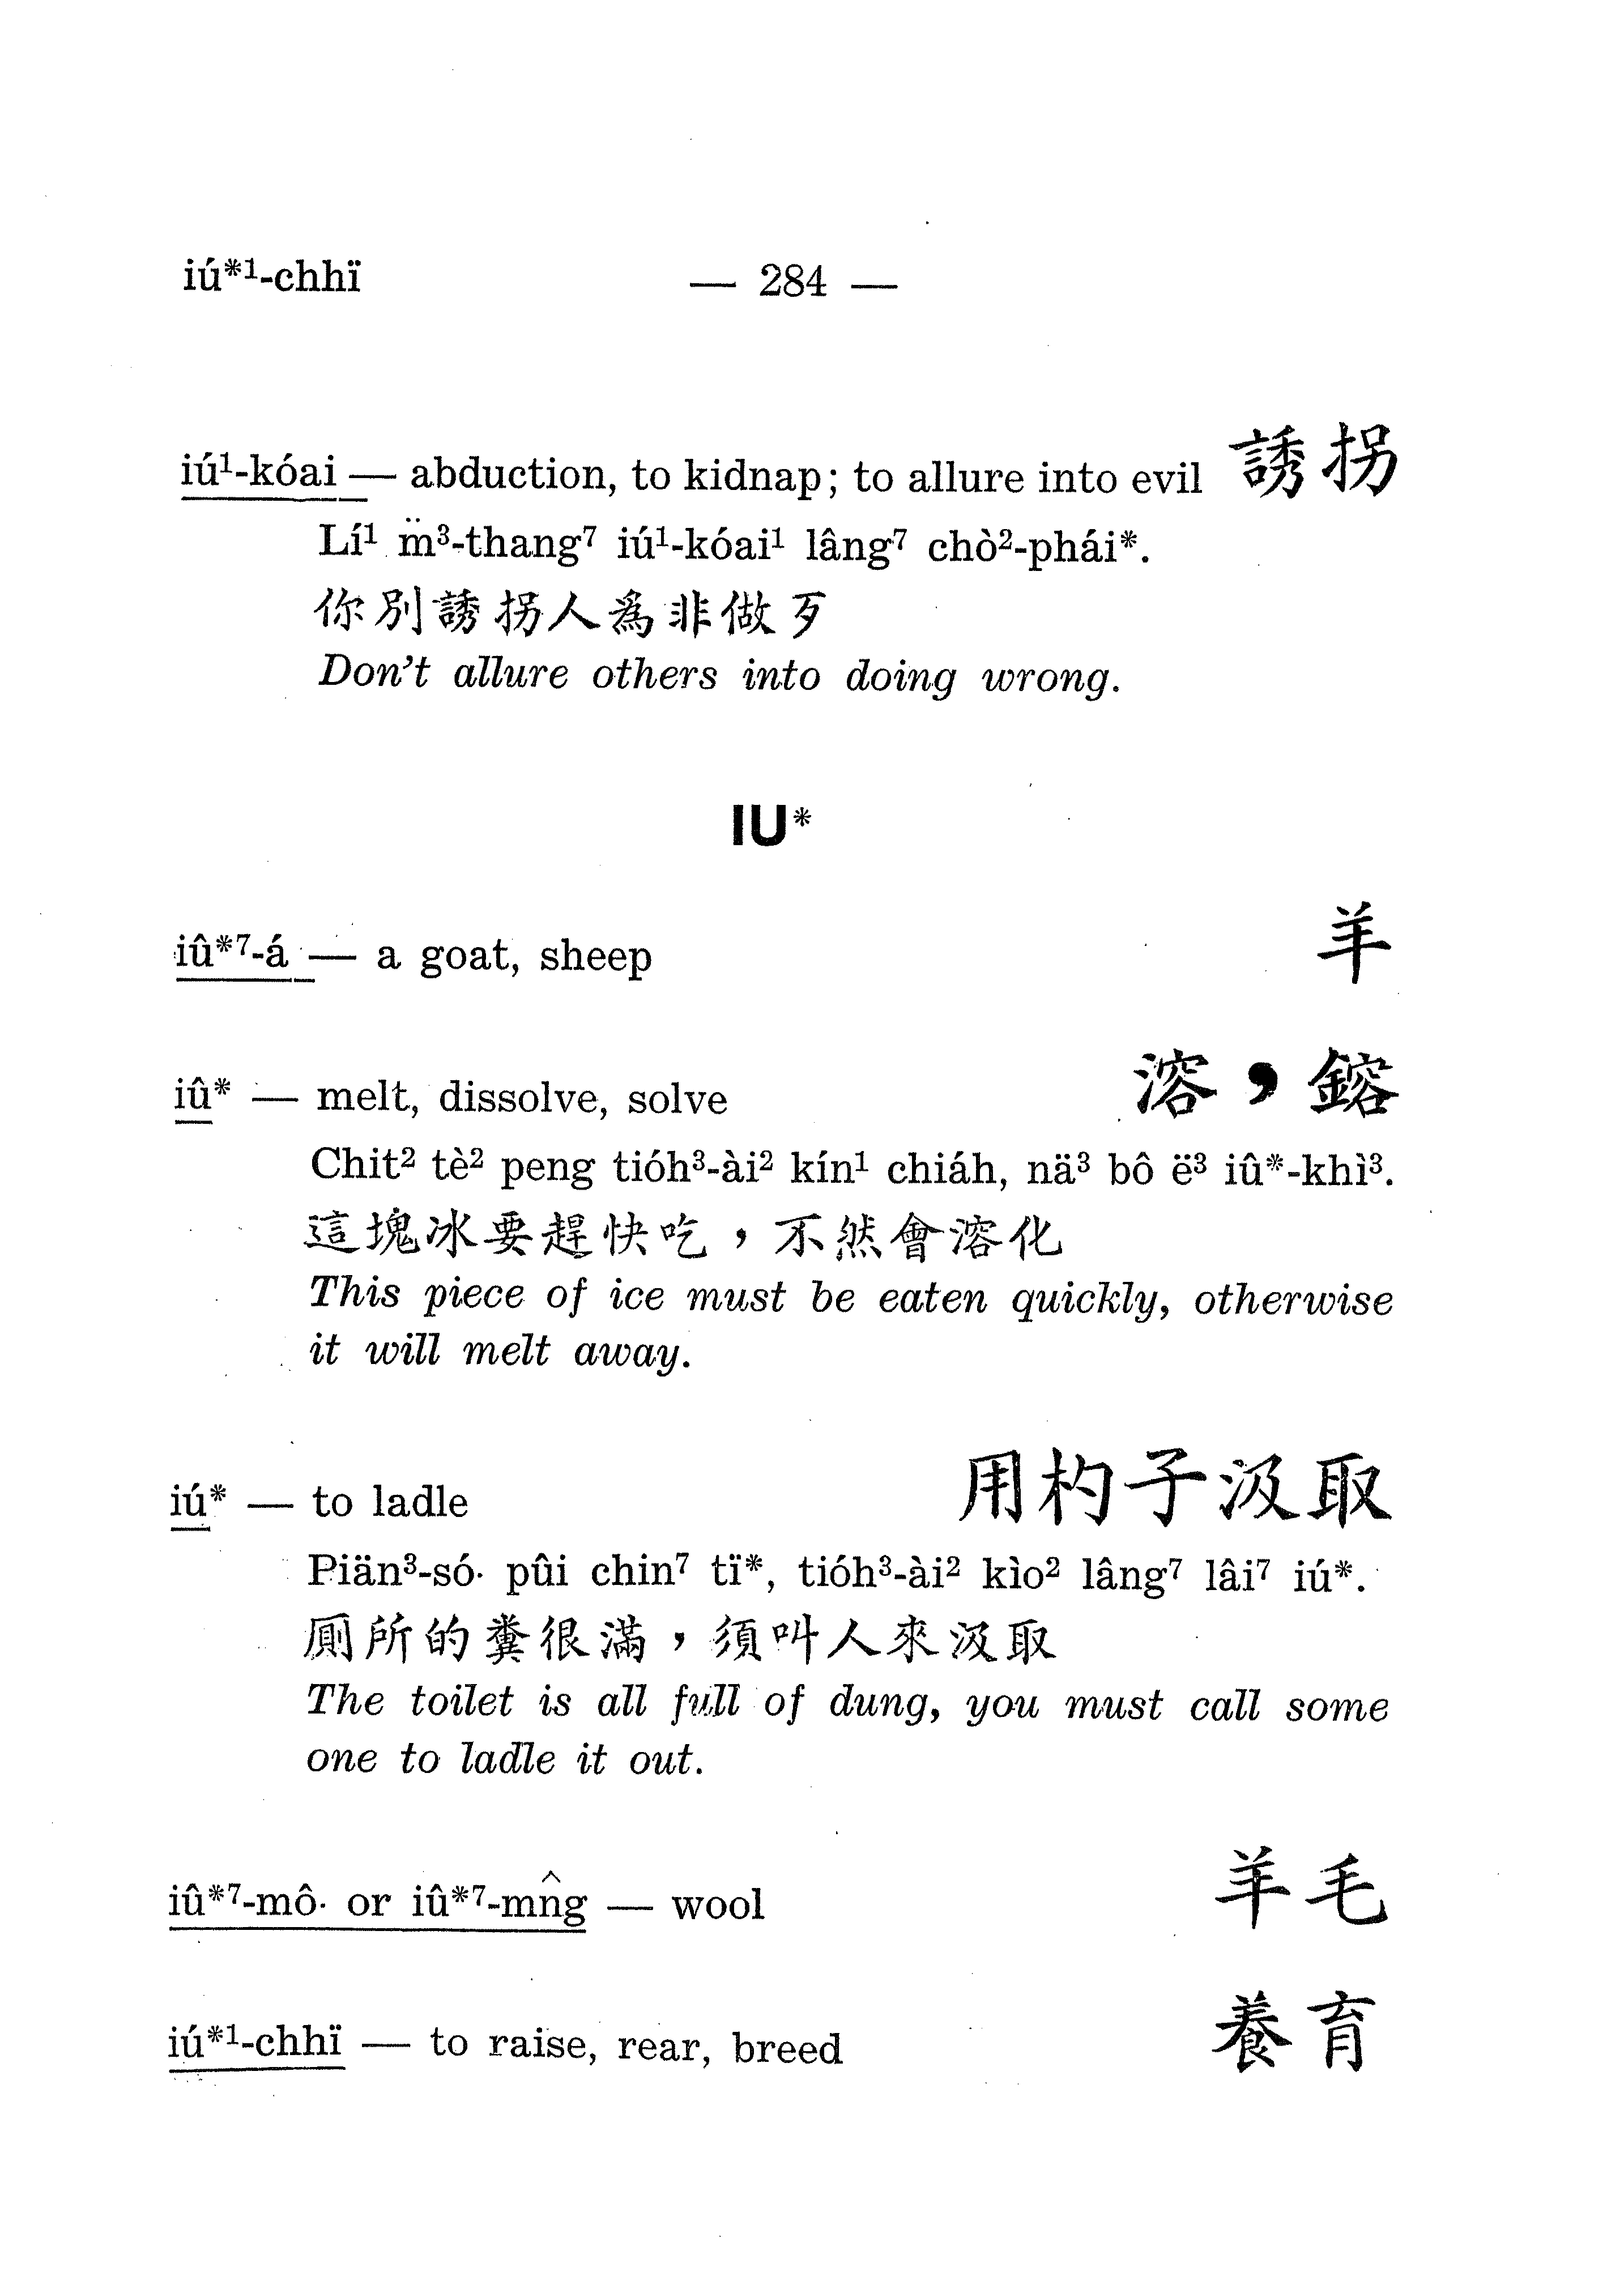 iú*¹-chhï
— 284 —
iú¹-kóai — abduction, to kidnap; to allure into evil 誘拐
Lí¹ m̈³-thang⁷ iú¹-kóai¹ lâng⁷ chò²-phái*.
你別誘拐人爲非做歹
Don't allure others into doing wrong.
IU*
iû*⁷-á — a goat, sheep 羊
iû* — melt, dissolve, solve 溶，鎔
Chit² tè² peng tióh³-ài² kín¹ chiáh, nä³ bô ë³ iû*-khì³.
這塊冰要趕快吃，不然會溶化
This piece of ice must be eaten quickly, otherwise
it will melt away.
iú* — to ladle 用杓子汲取
Piän³-só· pûi chin⁷ tï*, tióh³-ài² kìo² lâng⁷ lâi⁷ iú*.
廁所的糞很滿，須叫人來汲取
The toilet is all full of dung, you must call some
one to ladle it out.
iû*⁷-mô· or iû*⁷-mn̂g — wool 羊毛
iú*¹-chhï — to raise, rear, breed 養育